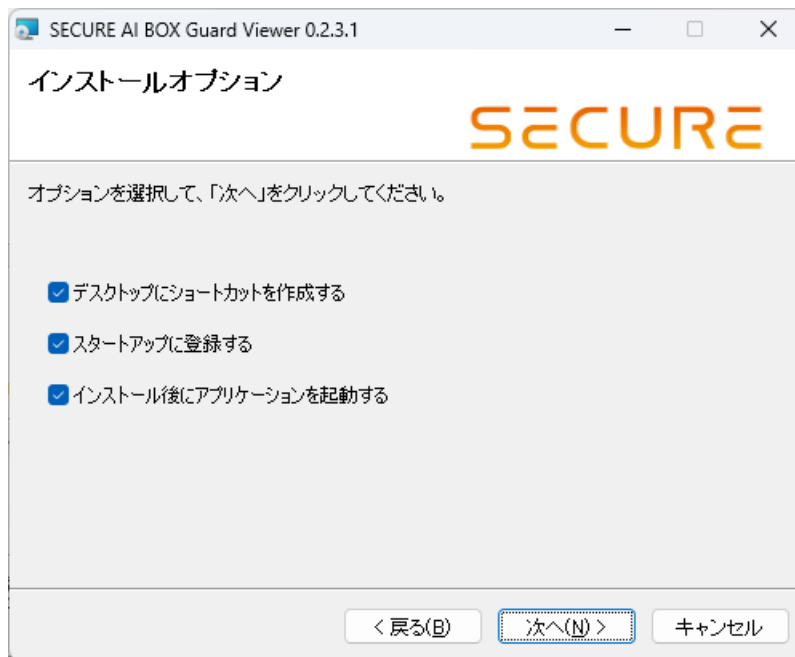 SECURE AI BOX Guard Viewer 0.2.3.1
インストールオプション
SECURE
オプションを選択して、「次へ」をクリックしてください。
デスクトップにショートカットを作成する
スタートアップに登録する
インストール後にアプリケーションを起動する
< 戻る(B)
次へ(N) >
キャンセル